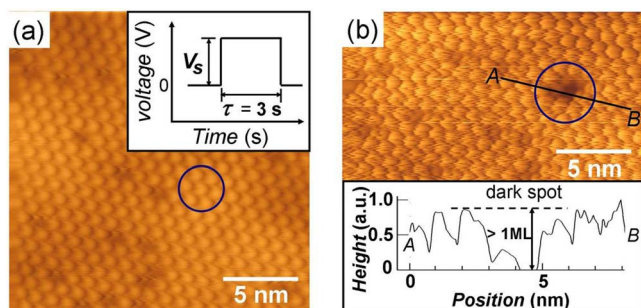 (a)
voltage (V)
V_s
0
τ = 3 s
Time (s)
5 nm
(b)
A
B
5 nm
dark spot
Height (a.u.)
1.0
0.5
0.0
A
> 1ML
B
0
5
Position (nm)